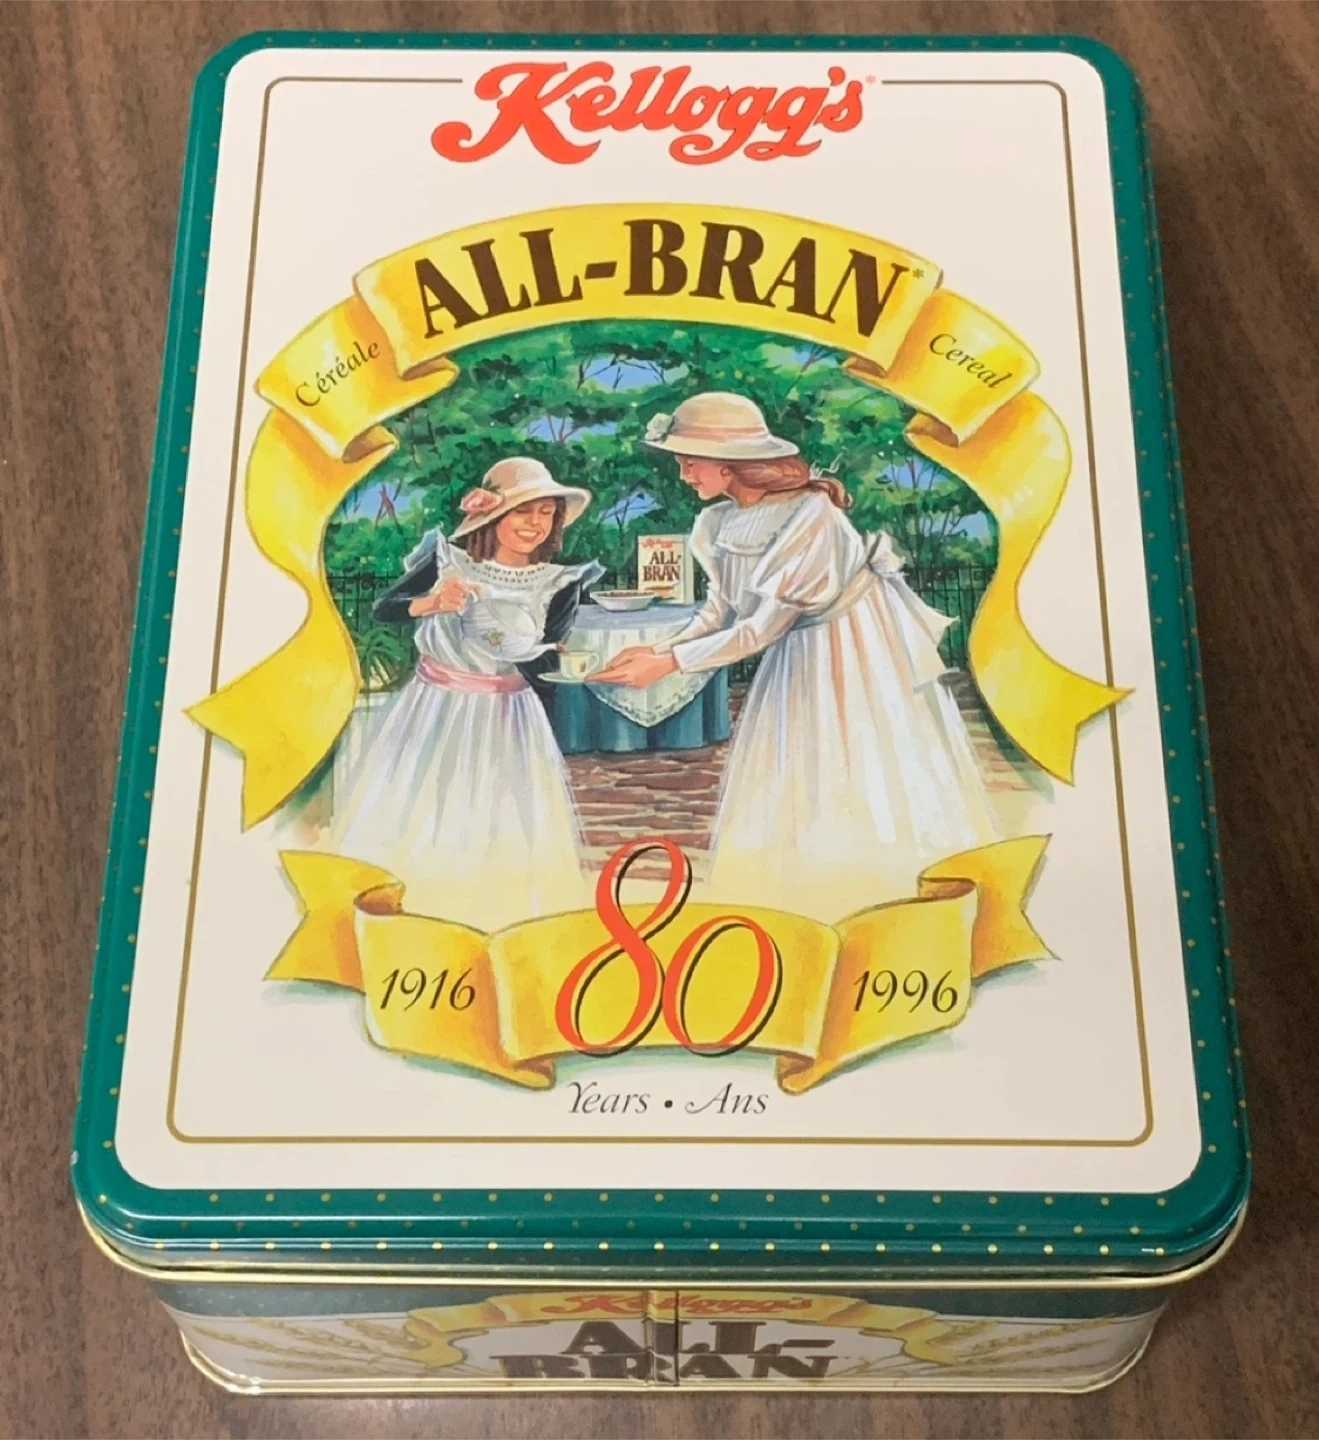 Kellogg's*
ALL-BRAN*
Céréale
Cereal
ALL-
BRAN
1916
80
1996
Years • Ans
Kellogg's
ALL-
BRAN